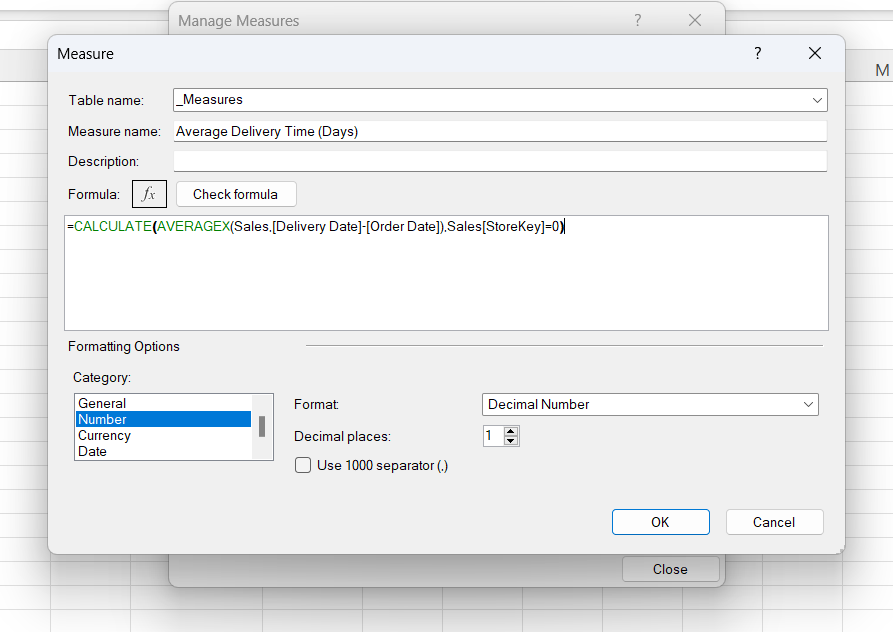 Manage Measures ?
M
Measure ?
Table name: _Measures
Measure name: Average Delivery Time (Days)
Description:
Formula: fx Check formula
=CALCULATE(AVERAGEX(Sales,[Delivery Date]-[Order Date]),Sales[StoreKey]=0)
Formatting Options
Category:
General
Number
Currency
Date
Format: Decimal Number
Decimal places: 1
Use 1000 separator (,)
OK Cancel
Close